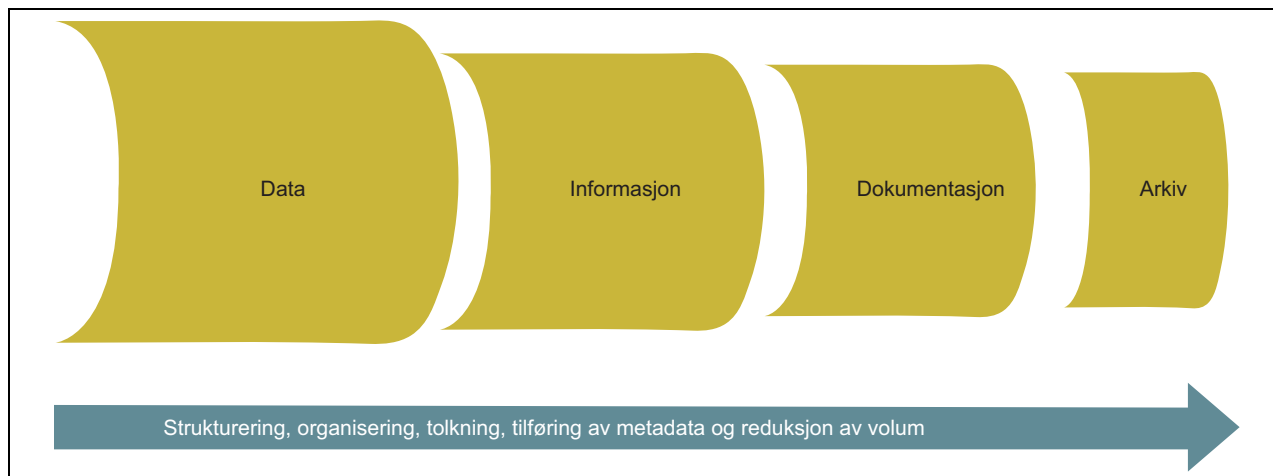 Data
Informasjon
Dokumentasjon
Arkiv
Strukturering, organisering, tolkning, tilføring av metadata og reduksjon av volum